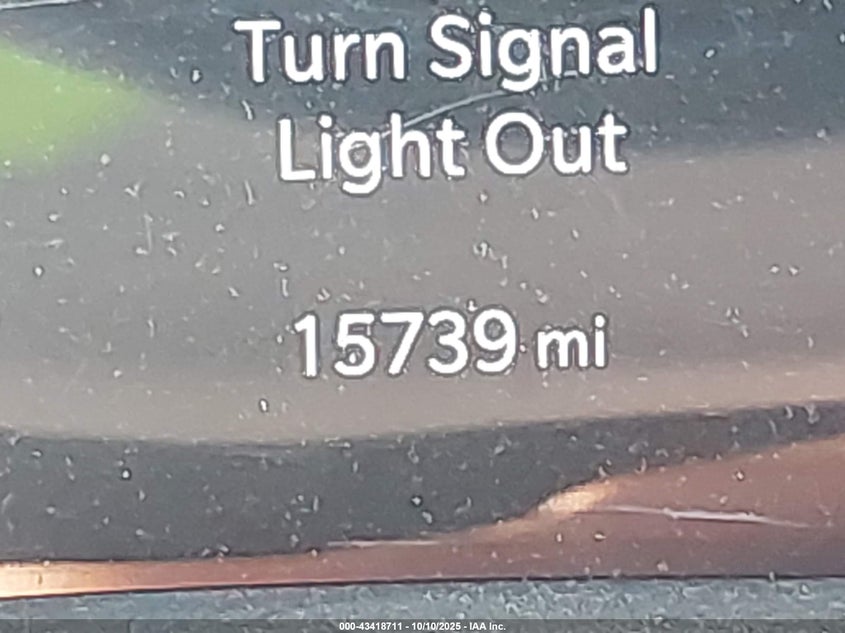 Turn Signal
Light Out
15739 mi
000-43418711 - 10/10/2025 - IAA Inc.